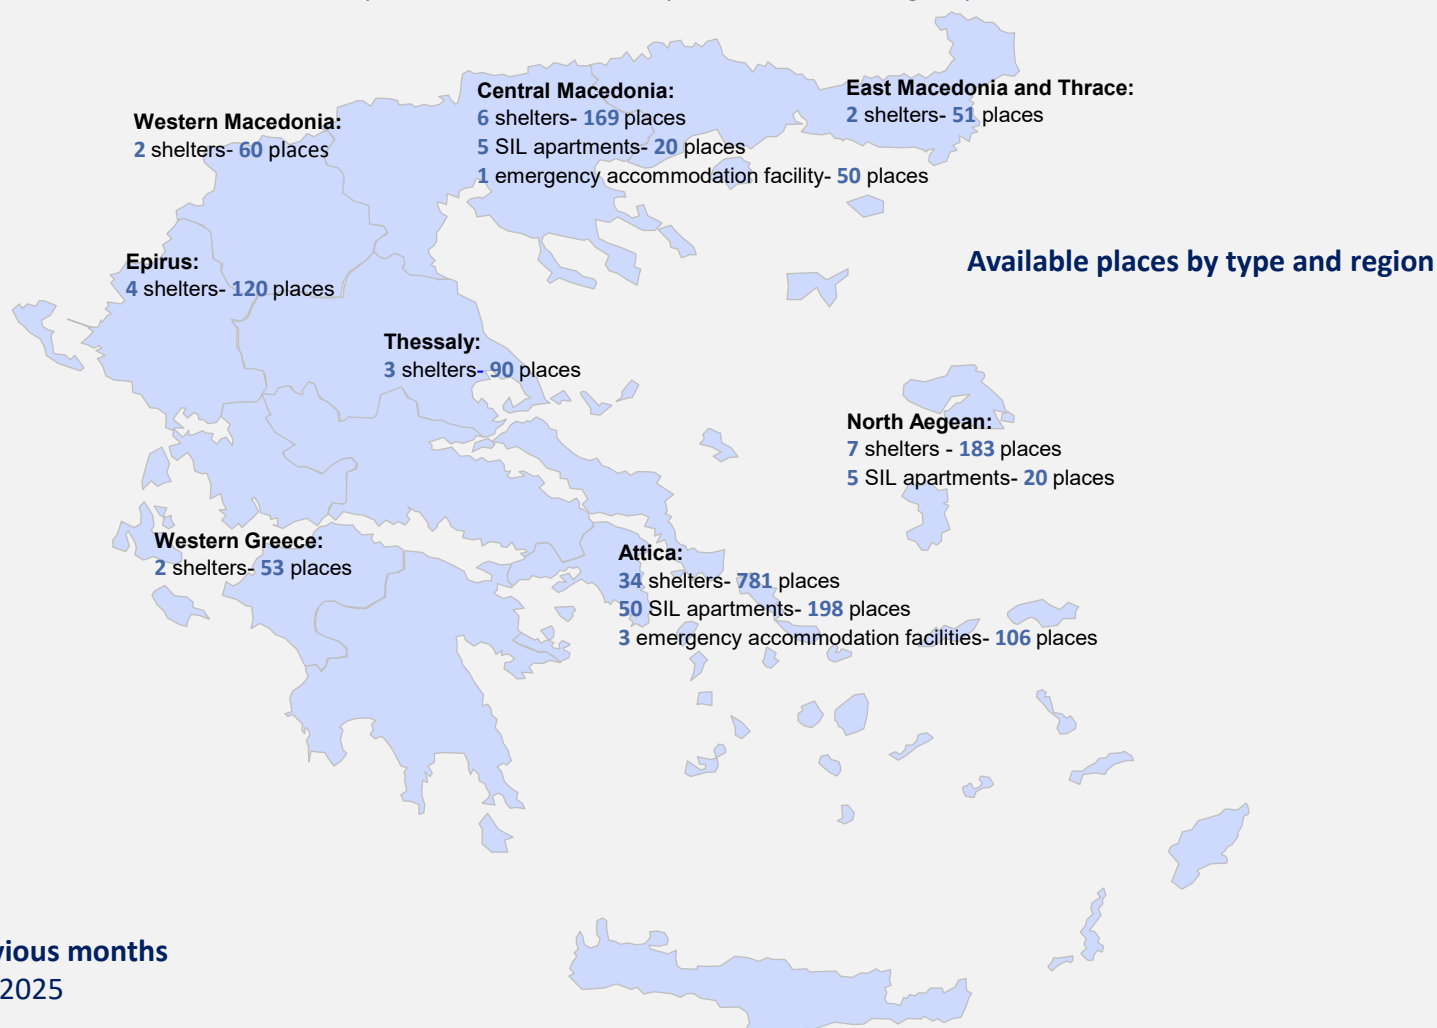 Western Macedonia:
2 shelters- 60 places
Central Macedonia:
6 shelters- 169 places
5 SIL apartments- 20 places
1 emergency accommodation facility- 50 places
East Macedonia and Thrace:
2 shelters- 51 places
Epirus:
4 shelters- 120 places
Available places by type and region
Thessaly:
3 shelters- 90 places
North Aegean:
7 shelters - 183 places
5 SIL apartments- 20 places
Western Greece:
2 shelters- 53 places
Attica:
34 shelters- 781 places
50 SIL apartments- 198 places
3 emergency accommodation facilities- 106 places
vious months
2025